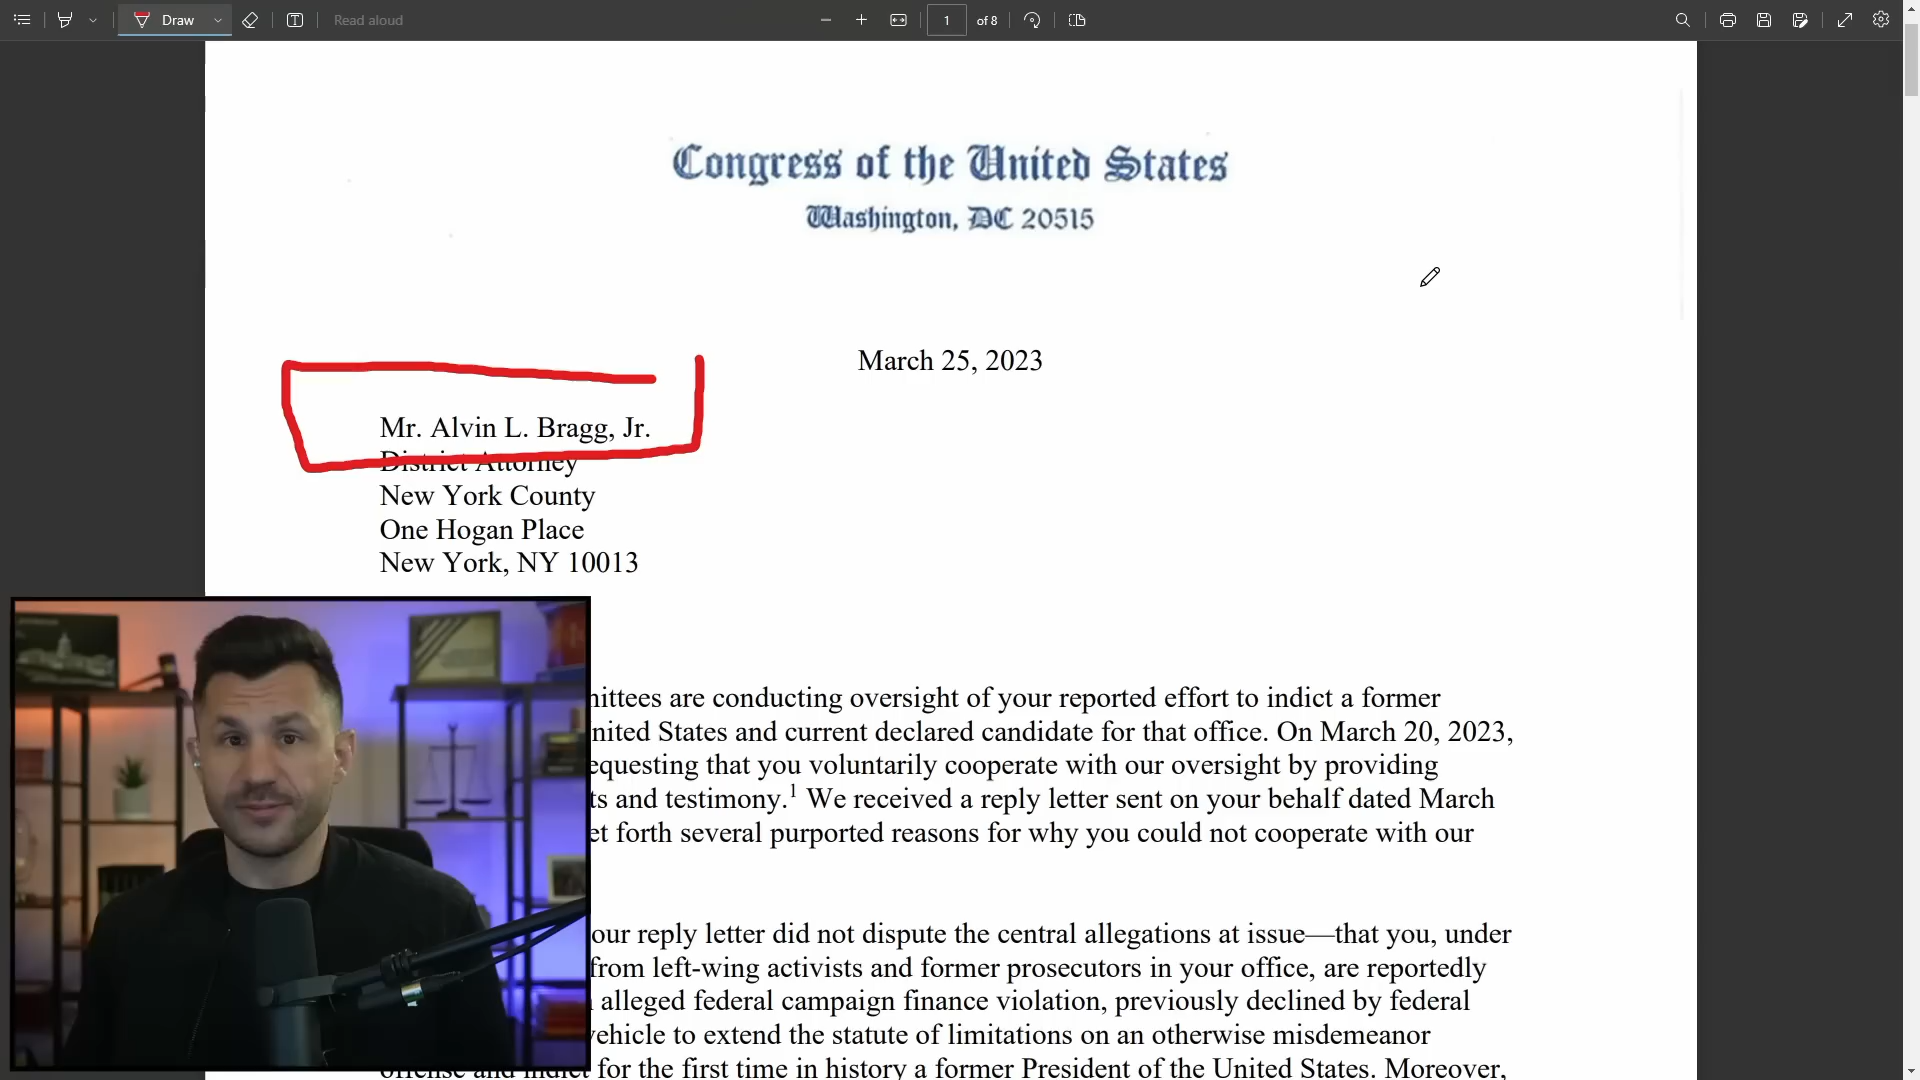 Draw
Read aloud
1 of 8
Congress of the United States
Washington, DC 20515
March 25, 2023
Mr. Alvin L. Bragg, Jr.
District Attorney
New York County
One Hogan Place
New York, NY 10013
mittees are conducting oversight of your reported effort to indict a former
nited States and current declared candidate for that office. On March 20, 2023,
equesting that you voluntarily cooperate with our oversight by providing
ts and testimony.1 We received a reply letter sent on your behalf dated March
et forth several purported reasons for why you could not cooperate with our
our reply letter did not dispute the central allegations at issue—that you, under
from left-wing activists and former prosecutors in your office, are reportedly
alleged federal campaign finance violation, previously declined by federal
vehicle to extend the statute of limitations on an otherwise misdemeanor
offense and indict for the first time in history a former President of the United States. Moreover,